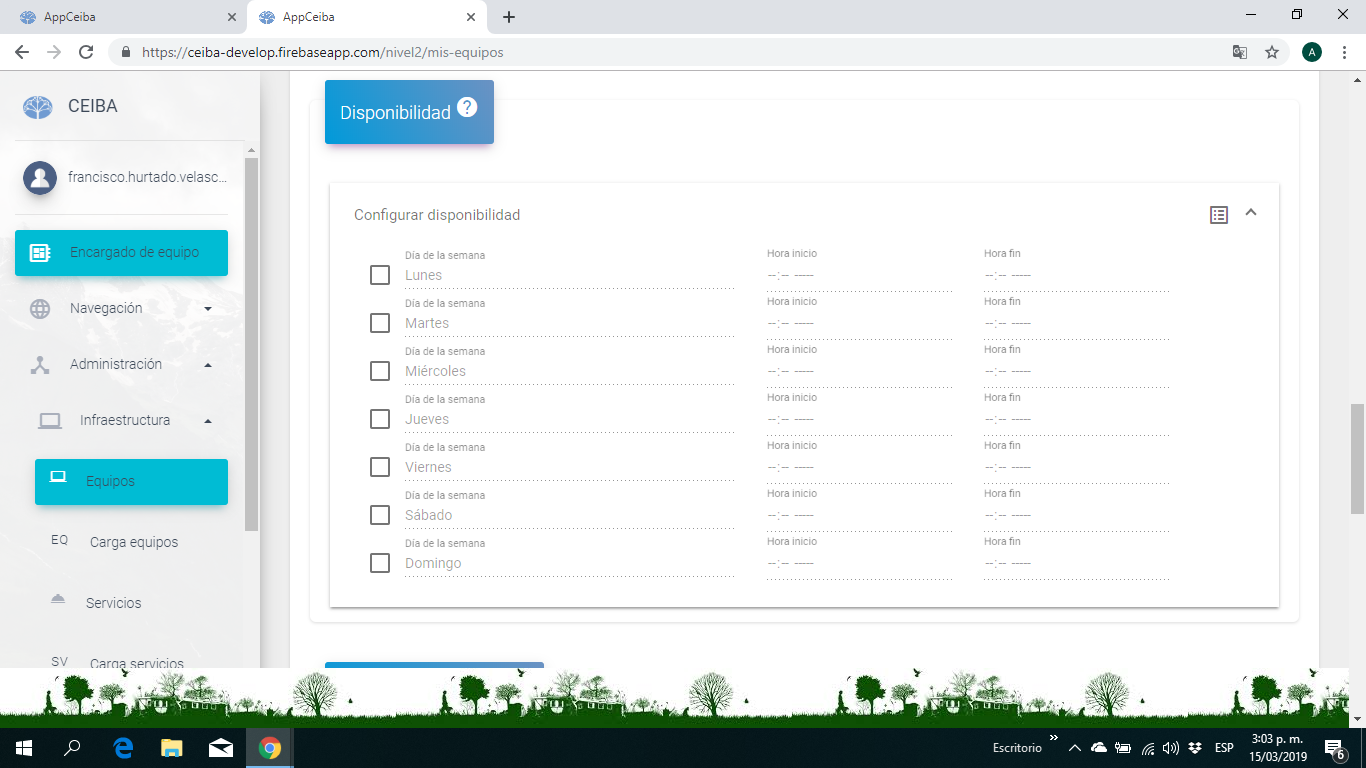 AppCeiba
AppCeiba
https://ceiba-develop.firebaseapp.com/nivel2/mis-equipos
A
CEIBA
francisco.hurtado.velasc...
Encargado de equipo
Navegación
Administración
Infraestructura
Equipos
EQ Carga equipos
Servicios
SV Carga servicios
Disponibilidad ?
Configurar disponibilidad
Día de la semana Hora inicio Hora fin
Lunes --:-- ----- --:-- -----
Día de la semana Hora inicio Hora fin
Martes --:-- ----- --:-- -----
Día de la semana Hora inicio Hora fin
Miércoles --:-- ----- --:-- -----
Día de la semana Hora inicio Hora fin
Jueves --:-- ----- --:-- -----
Día de la semana Hora inicio Hora fin
Viernes --:-- ----- --:-- -----
Día de la semana Hora inicio Hora fin
Sábado --:-- ----- --:-- -----
Día de la semana Hora inicio Hora fin
Domingo --:-- ----- --:-- -----
Escritorio » ESP 3:03 p. m.
15/03/2019 6